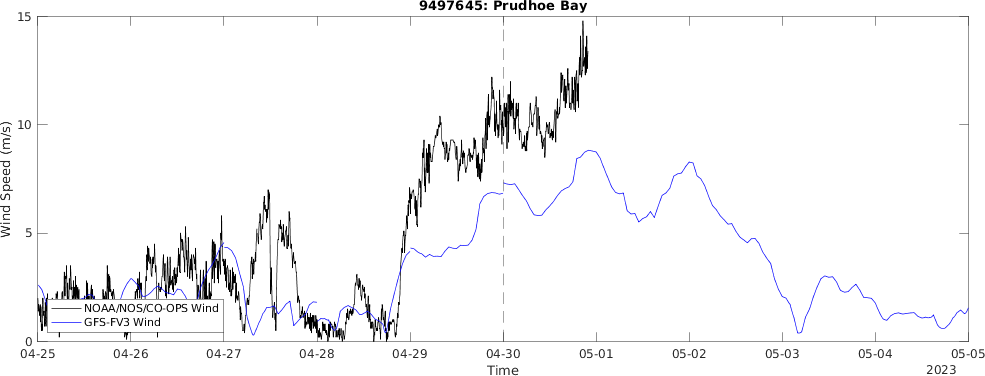 9497645: Prudhoe Bay
15
10
5
0
Wind Speed (m/s)
NOAA/NOS/CO-OPS Wind
GFS-FV3 Wind
04-25 04-26 04-27 04-28 04-29 04-30 05-01 05-02 05-03 05-04 05-05
Time
2023